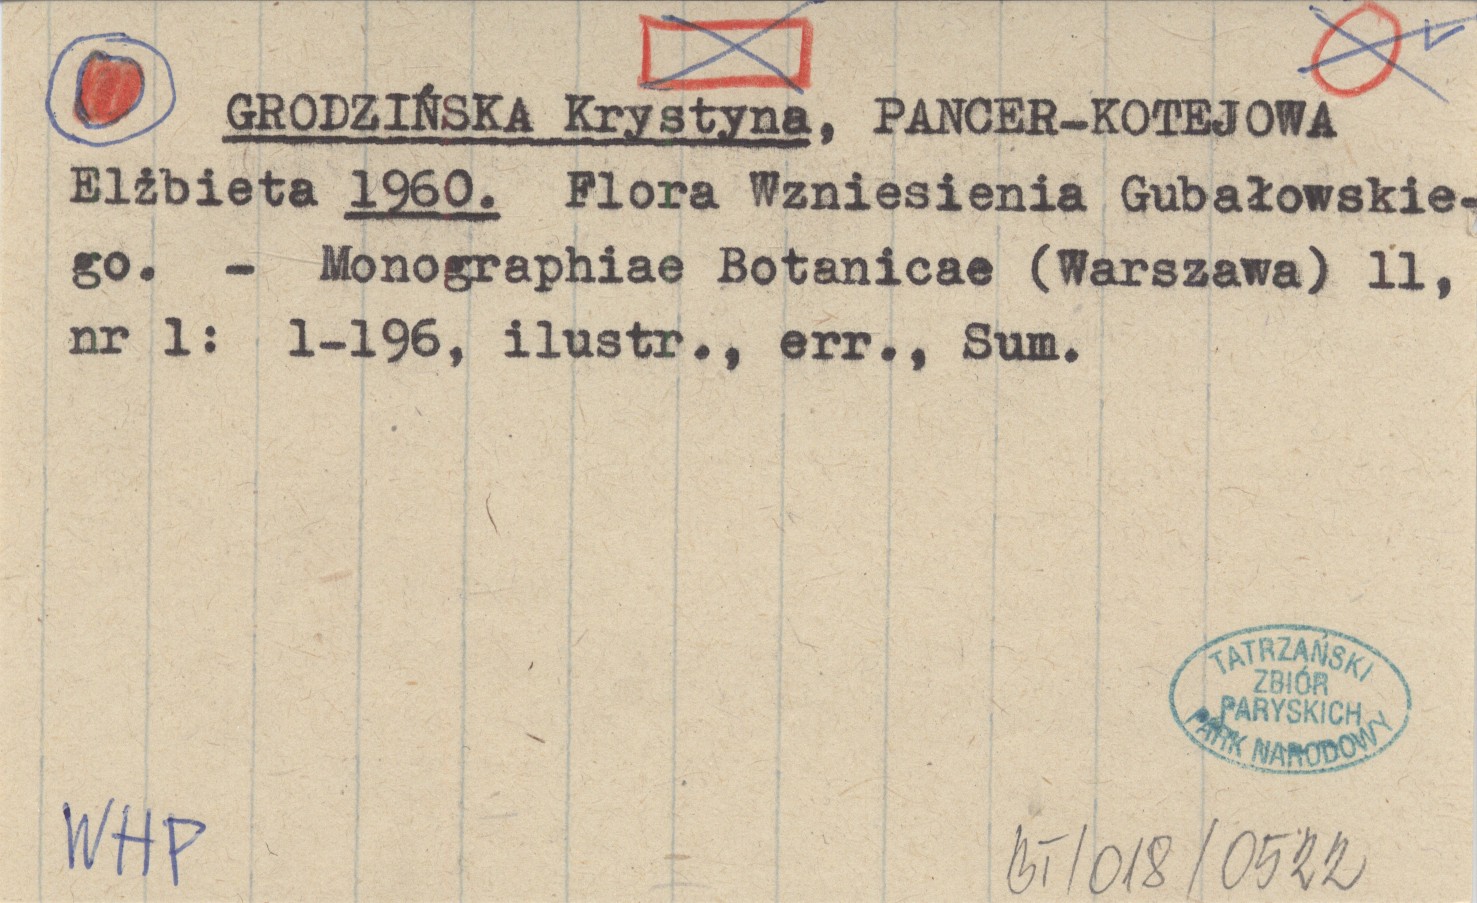 GRODZIŃSKA Krystyna, PANCER-KOTEJOWA
Elżbieta 1960. Flora Wzniesienia Gubałowskie-
go. - Monographiae Botanicae (Warszawa) 11,
nr 1: 1-196, ilustr., err., Sum.
TATRZAŃSKI
ZBIÓR
PARYSKICH
PARK NARODOWY
WHP
BT/018/0522